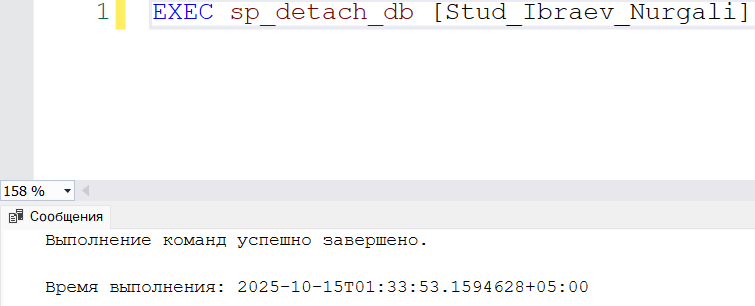 1 EXEC sp_detach_db [Stud_Ibraev_Nurgali]
158 %
Сообщения
Выполнение команд успешно завершено.
Время выполнения: 2025-10-15T01:33:53.1594628+05:00